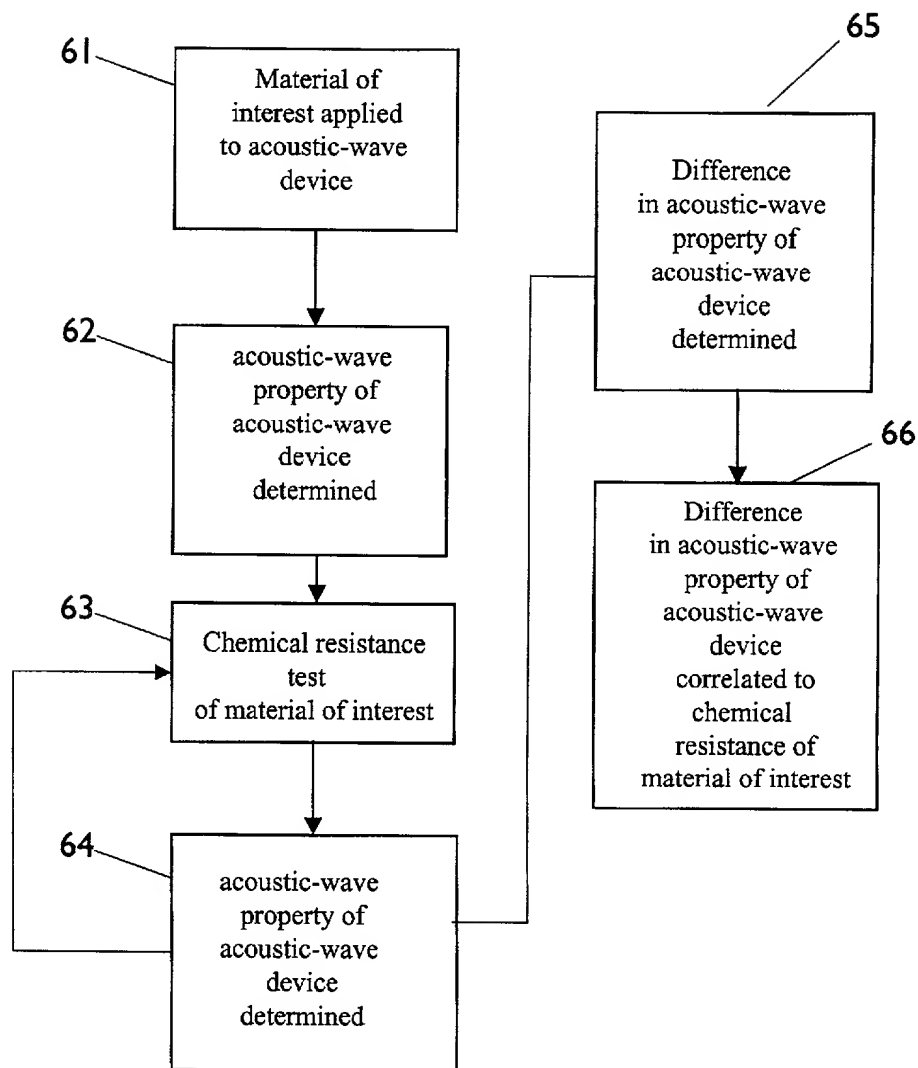 61
Material of
interest applied
to acoustic-wave
device
62
acoustic-wave
property of
acoustic-wave
device
determined
63
Chemical resistance
test
of material of interest
64
acoustic-wave
property of
acoustic-wave
device
determined
65
Difference
in acoustic-wave
property of
acoustic-wave
device
determined
66
Difference
in acoustic-wave
property of
acoustic-wave
device
correlated to
chemical
resistance of
material of interest